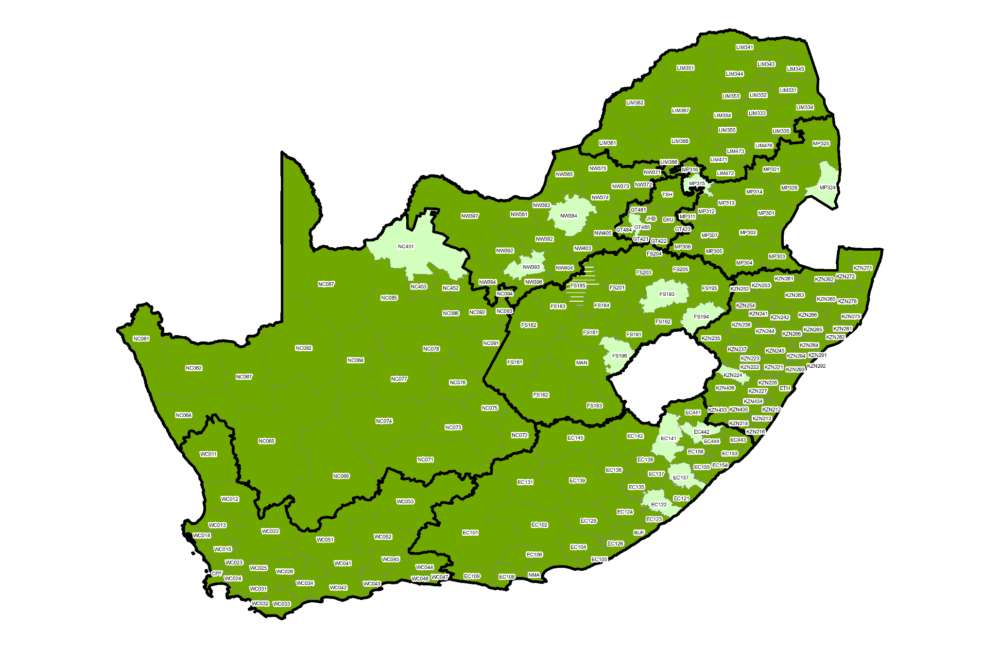 LIM341
LIM343
LIM351
LIM345
LIM344
LIM331
LIM353
LIM332
LIM362
LIM334
LIM367
LIM333
LIM354
LIM355
LIM335
LIM368
LIM361
MP325
LIM476
LIM473
LIM471
LIM366
NW375
MP321
MP316
NW371
LIM472
NW385
MP315
NW372
NW373
MP326
MP324
MP314
TSH
NW374
MP313
NW383
GT481
MP312
MP301
NW381
NW397
NW384
MP311
JHB
EKU
GT485
GT423
GT484
MP302
NW405
MP307
NW382
GT421
GT422
NC451
MP306
NW403
NW392
MP305
FS204
MP303
MP304
NW393
NW404
KZN271
FS205
FS203
KZN272
KZN261
KZN262
NW394
NW396
NC087
KZN253
FS185
NC453
NC452
FS201
FS195
KZN252
NC094
FS193
KZN263
NC085
KZN265
KZN276
FS183
FS184
KZN254
NC093
NC092
NC086
KZN241
KZN266
KZN242
FS194
KZN275
FS192
FS182
KZN238
KZN281
KZN285
KZN244
FS181
KZN286
FS191
KZN282
KZN235
NC061
NC091
KZN284
NC082
NC078
KZN237
KZN245
FS196
KZN294
KZN291
KZN223
NC084
FS161
MAN
KZN292
KZN222
KZN221
NC062
KZN293
KZN224
NC067
NC077
NC076
KZN226
KZN436
ETH
KZN227
FS162
KZN434
FS163
NC075
KZN433
KZN435
KZN212
EC441
NC064
KZN213
NC074
KZN214
NC073
KZN216
EC442
NC072
EC142
EC145
EC141
EC443
NC065
EC444
EC156
EC153
WC011
NC071
EC138
EC154
EC155
EC136
EC137
NC066
EC157
EC139
EC131
EC135
EC121
WC012
WC053
EC122
EC124
EC123
EC129
EC102
WC013
WC022
EC101
BUF
WC014
WC052
WC051
EC126
EC104
WC015
EC106
EC105
WC045
WC023
WC041
WC044
WC025
WC026
CPT
NMA
EC109
EC108
WC047
WC048
WC024
WC034
WC043
WC042
WC031
WC032
WC033